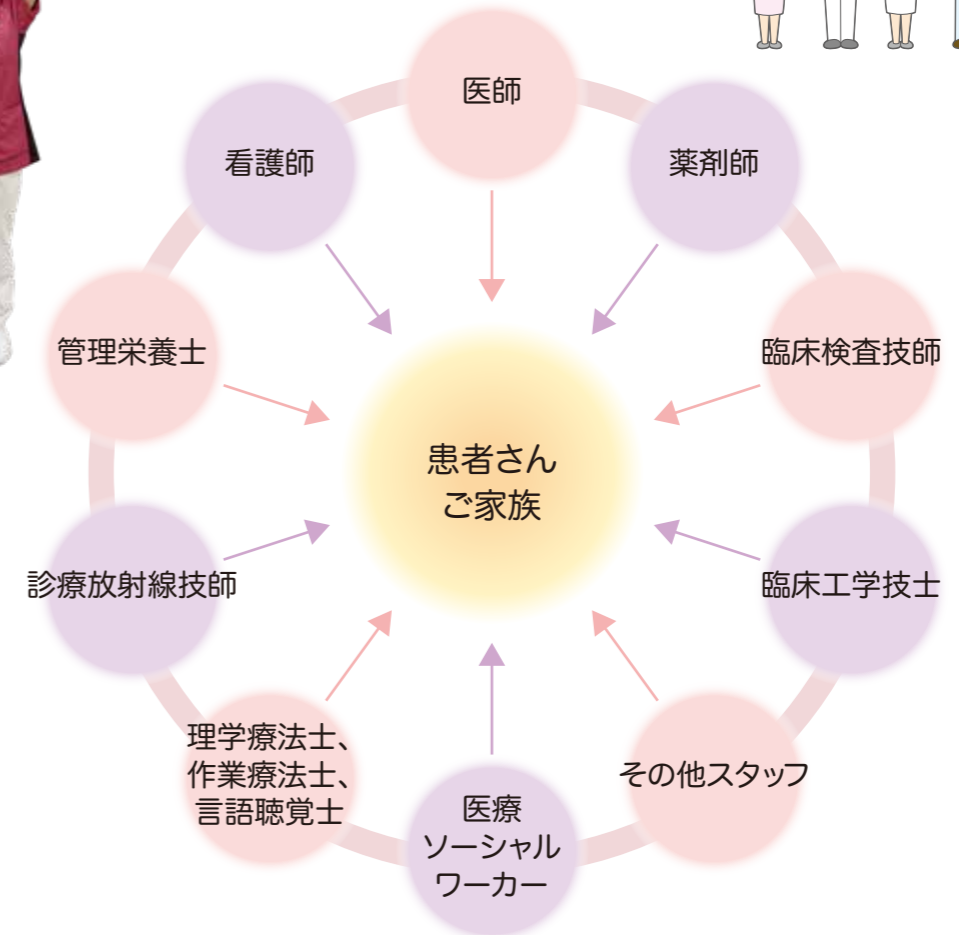 医師
薬剤師
臨床検査技師
臨床工学技士
その他スタッフ
医療
ソーシャル
ワーカー
理学療法士、
作業療法士、
言語聴覚士
診療放射線技師
管理栄養士
看護師
患者さん
ご家族